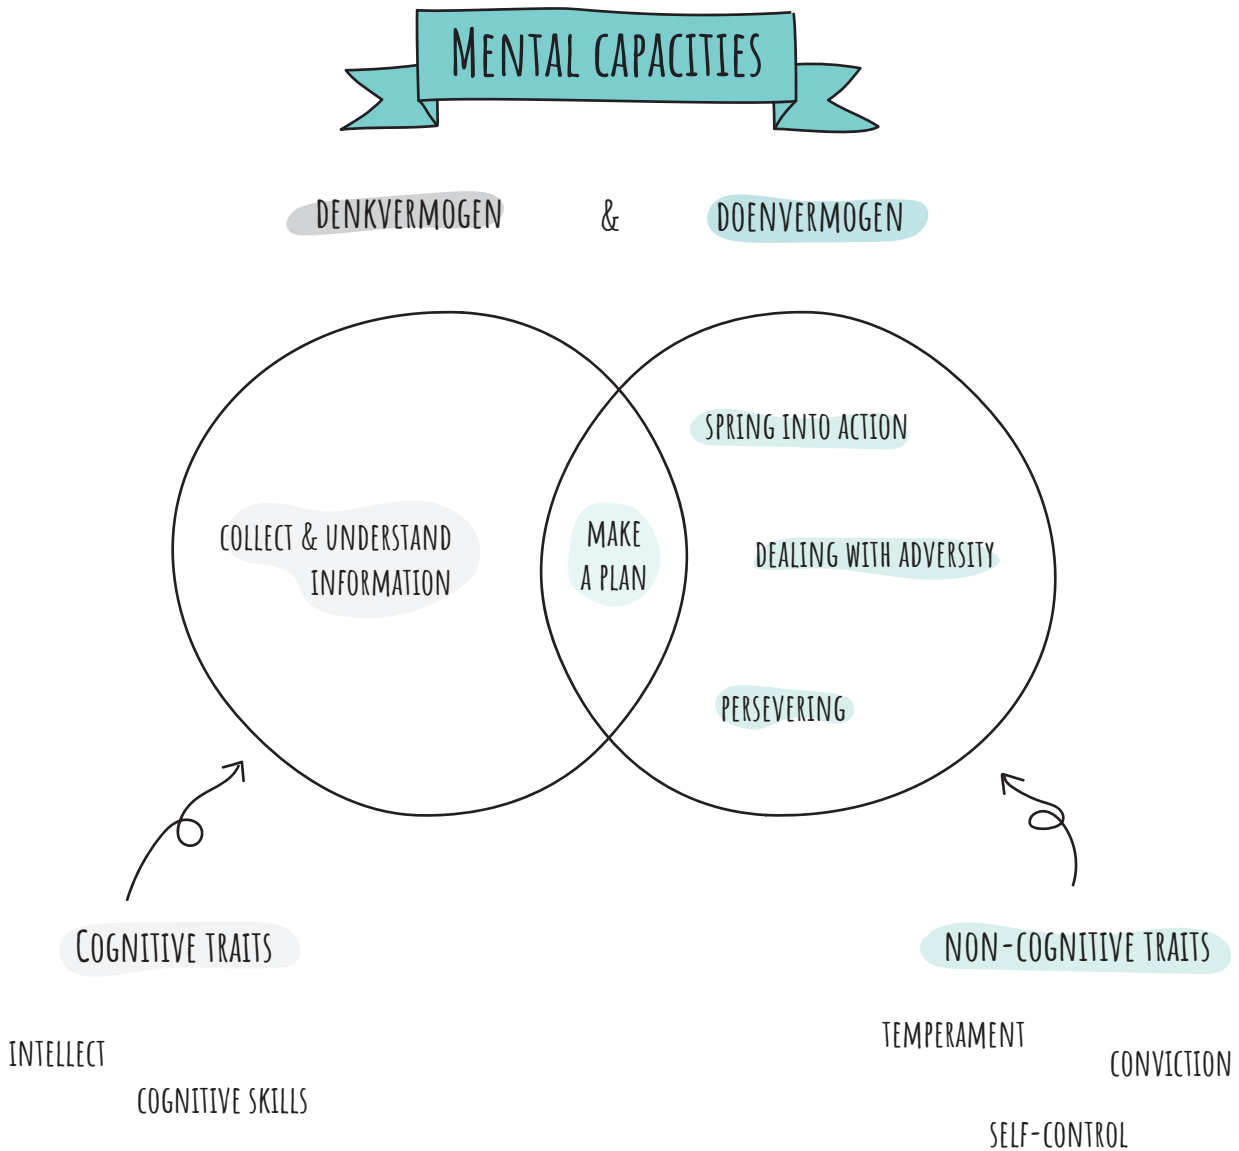 MENTAL CAPACITIES
DENKVERMOGEN & DOENVERMOGEN
SPRING INTO ACTION
COLLECT & UNDERSTAND
INFORMATION
MAKE
A PLAN
DEALING WITH ADVERSITY
PERSEVERING
COGNITIVE TRAITS
NON-COGNITIVE TRAITS
INTELLECT
COGNITIVE SKILLS
TEMPERAMENT
CONVICTION
SELF-CONTROL